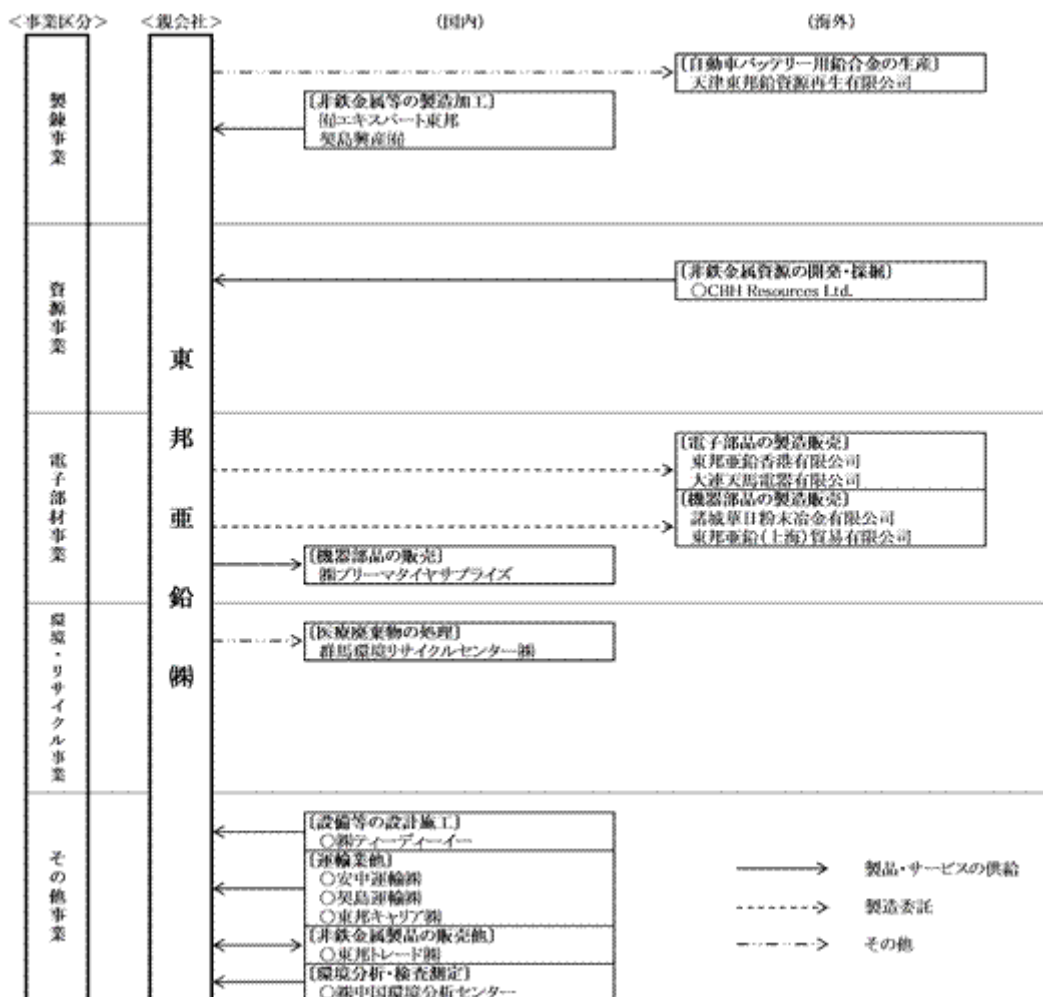 <事業区分>
<親会社>
(国内)
(海外)
製錬事業
資源事業
電子部材事業
環境・リサイクル事業
その他事業
東邦亜鉛㈱
[自動車バッテリー用鉛合金の生産]
天津東邦鉛資源再生有限公司
[非鉄金属等の製造加工]
㈲エキスパート東邦
契島興産㈲
[非鉄金属資源の開発・採掘]
○CBH Resources Ltd.
[電子部品の製造販売]
東邦亜鉛香港有限公司
大連天馬電器有限公司
[機器部品の製造販売]
諸城華日粉末冶金有限公司
東邦亜鉛(上海)貿易有限公司
[機器部品の販売]
㈱プリーマタイヤサプライズ
[医療廃棄物の処理]
群馬環境リサイクルセンター㈱
[設備等の設計施工]
○㈱ティーディーイー
[運輸業他]
○安中運輸㈱
○契島運輸㈱
○東邦キャリア㈱
[非鉄金属製品の販売他]
○東邦トレード㈱
[環境分析・検査測定]
○㈱中国環境分析センター
製品・サービスの供給
製造委託
その他